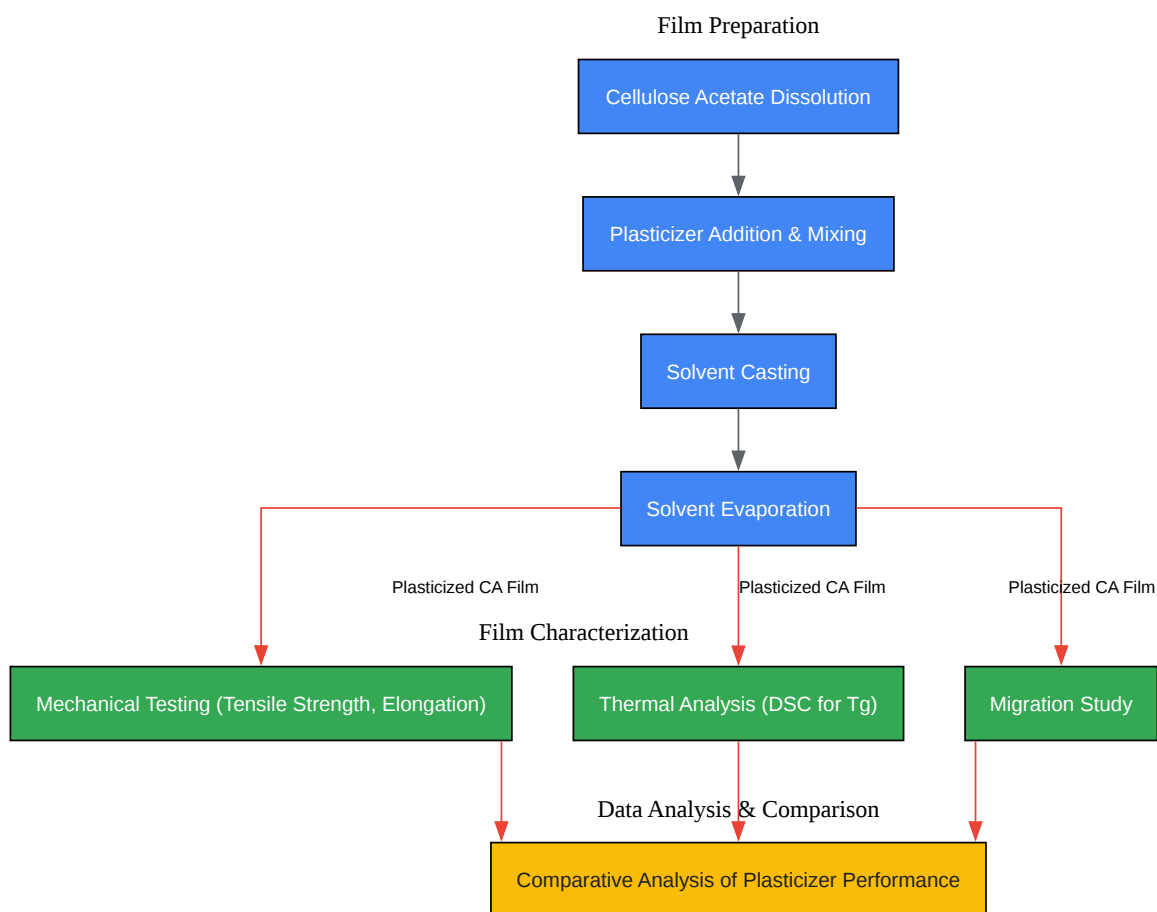 Film Preparation
Cellulose Acetate Dissolution
Plasticizer Addition & Mixing
Solvent Casting
Solvent Evaporation
Plasticized CA Film
Plasticized CA Film
Plasticized CA Film
Film Characterization
Mechanical Testing (Tensile Strength, Elongation)
Thermal Analysis (DSC for Tg)
Migration Study
Data Analysis & Comparison
Comparative Analysis of Plasticizer Performance